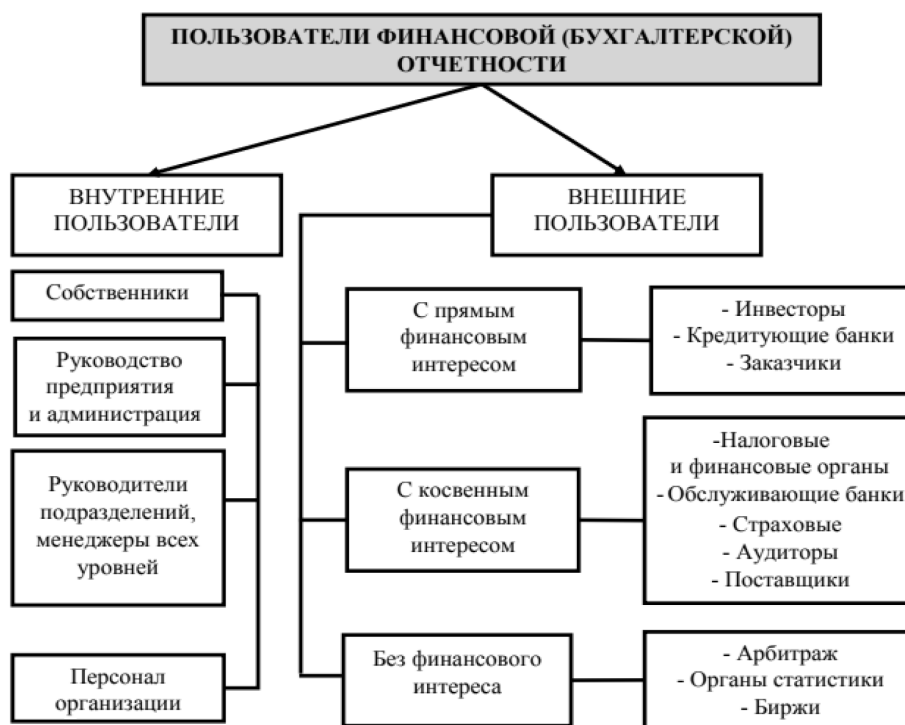 ПОЛЬЗОВАТЕЛИ ФИНАНСОВОЙ (БУХГАЛТЕРСКОЙ)
ОТЧЕТНОСТИ
ВНУТРЕННИЕ
ПОЛЬЗОВАТЕЛИ
Собственники
Руководство
предприятия
и администрация
Руководители
подразделений,
менеджеры всех
уровней
Персонал
организации
ВНЕШНИЕ
ПОЛЬЗОВАТЕЛИ
С прямым
финансовым
интересом
- Инвесторы
- Кредитующие банки
- Заказчики
С косвенным
финансовым
интересом
-Налоговые
и финансовые органы
- Обслуживающие банки
- Страховые
- Аудиторы
- Поставщики
Без финансового
интереса
- Арбитраж
- Органы статистики
- Биржи